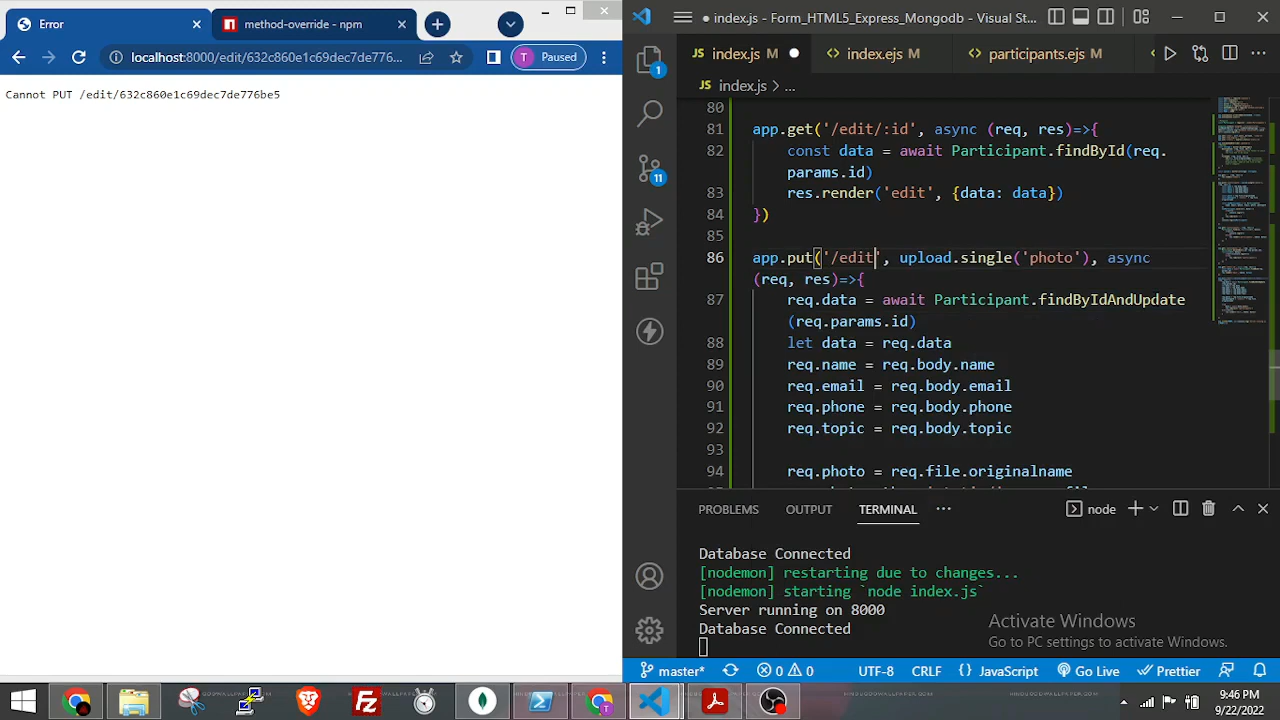 Error
method-override - npm
localhost:8000/edit/632c860e1c69dec7de776...
T
Paused
Cannot PUT /edit/632c860e1c69dec7de776be5
index.js - Form_HTML5_Express_Mongodb - Visual St...
index.js M
index.ejs M
participants.ejs M
index.js > ...
1
11
80
81 app.get('/edit/:id', async (req, res)=>{
82 const data = await Participant.findById(req.
params.id)
83 res.render('edit', {data: data})
84 })
85
86 app.put('/edit', upload.single('photo'), async
(req, res)=>{
87 req.data = await Participant.findByIdAndUpdate
(req.params.id)
88 let data = req.data
89 req.name = req.body.name
90 req.email = req.body.email
91 req.phone = req.body.phone
92 req.topic = req.body.topic
93
94 req.photo = req.file.originalname
PROBLEMS
OUTPUT
TERMINAL
node
Database Connected
[nodemon] restarting due to changes...
[nodemon] starting `node index.js`
Server running on 8000
Database Connected
Activate Windows
Go to PC settings to activate Windows.
master*
0
0
UTF-8
CRLF
{} JavaScript
Go Live
Prettier
9:46 PM
9/22/2022